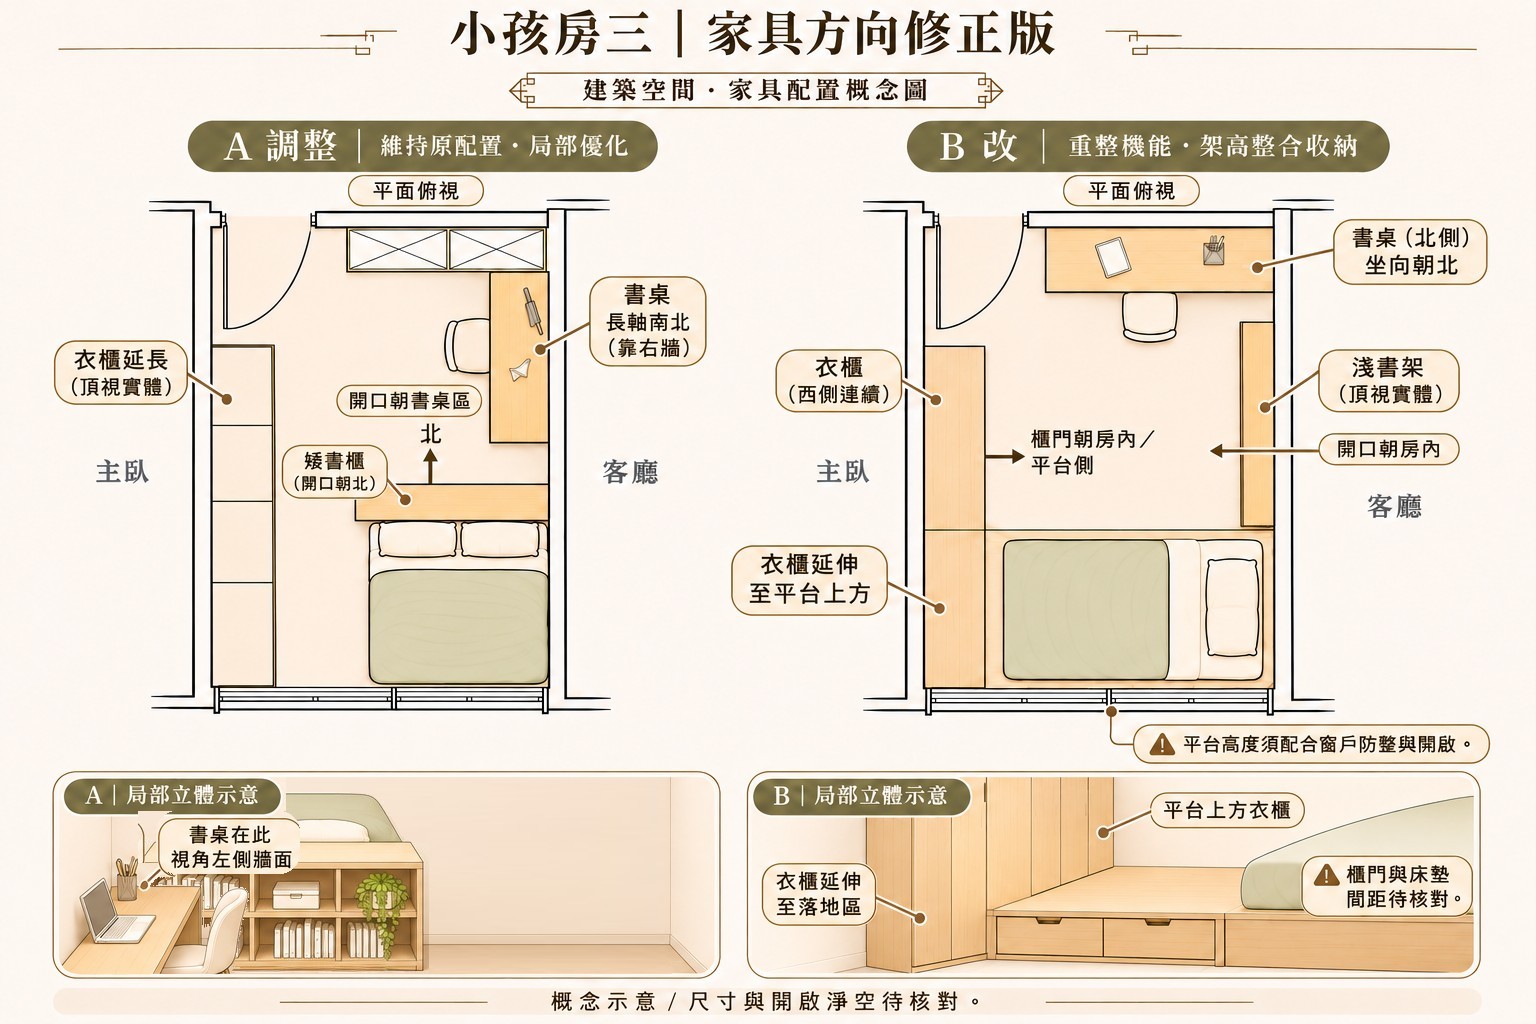 小孩房三｜家具方向修正版
建築空間・家具配置概念圖
A 調整｜維持原配置・局部優化
平面俯視
衣櫃延長
（頂視實體）
書桌
長軸南北
（靠右牆）
開口朝書桌區
北
矮書櫃
（開口朝北）
主臥
客廳
B 改｜重整機能・架高整合收納
平面俯視
書桌（北側）
坐向朝北
衣櫃
（西側連續）
淺書架
（頂視實體）
櫃門朝房內／
平台側
開口朝房內
主臥
客廳
衣櫃延伸
至平台上方
平台高度須配合窗戶防整與開啟。
A｜局部立體示意
書桌在此
視角左側牆面
B｜局部立體示意
平台上方衣櫃
衣櫃延伸
至落地區
櫃門與床墊
間距待核對。
概念示意／尺寸與開啟淨空待核對。